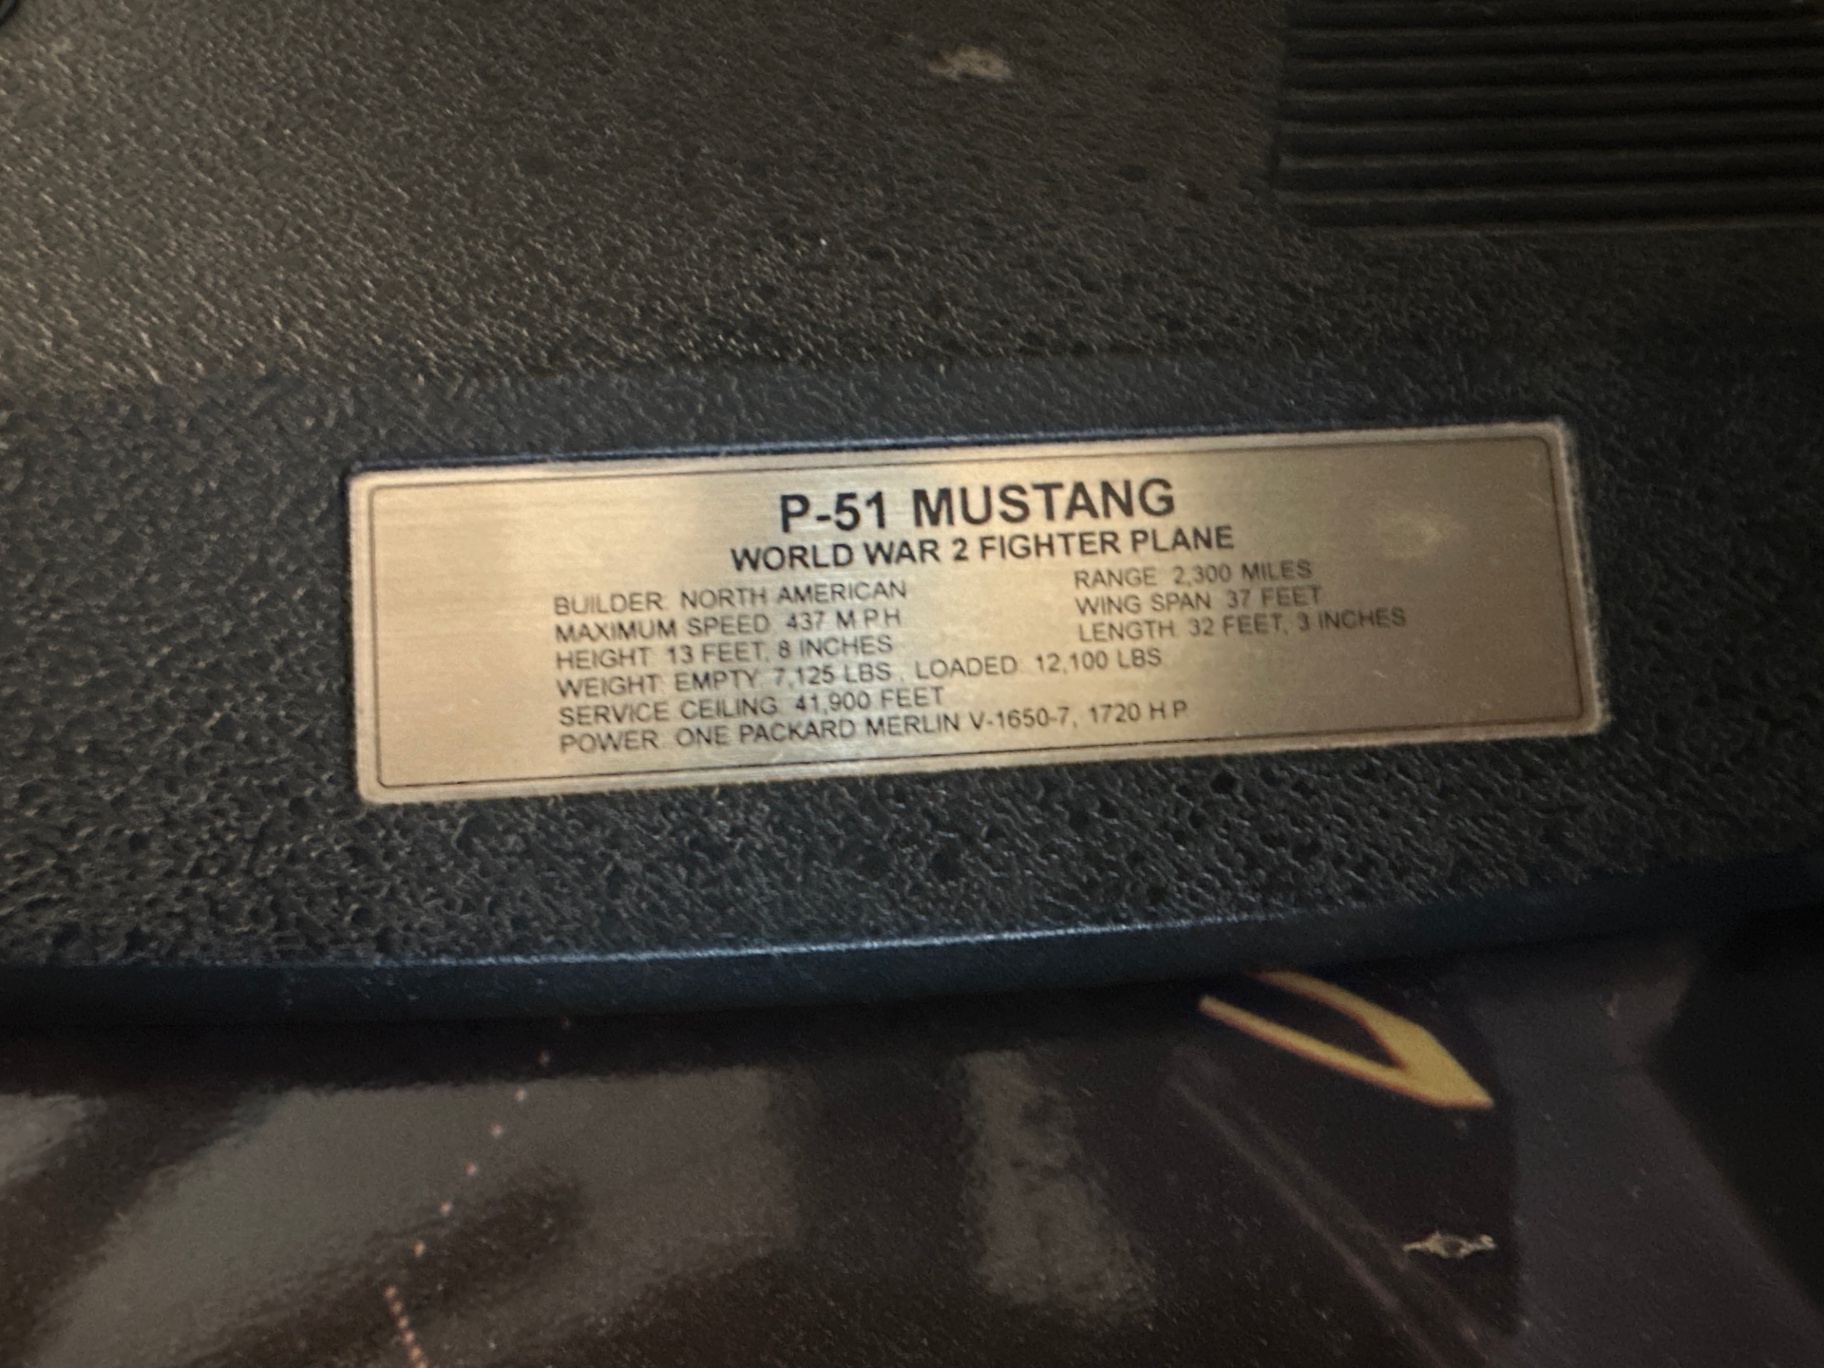 P-51 MUSTANG
WORLD WAR 2 FIGHTER PLANE
BUILDER: NORTH AMERICAN
RANGE: 2,300 MILES
MAXIMUM SPEED: 437 M.P.H.
WING SPAN: 37 FEET
HEIGHT: 13 FEET, 8 INCHES
LENGTH: 32 FEET, 3 INCHES
WEIGHT: EMPTY: 7,125 LBS., LOADED: 12,100 LBS.
SERVICE CEILING: 41,900 FEET
POWER: ONE PACKARD MERLIN V-1650-7, 1720 H.P.